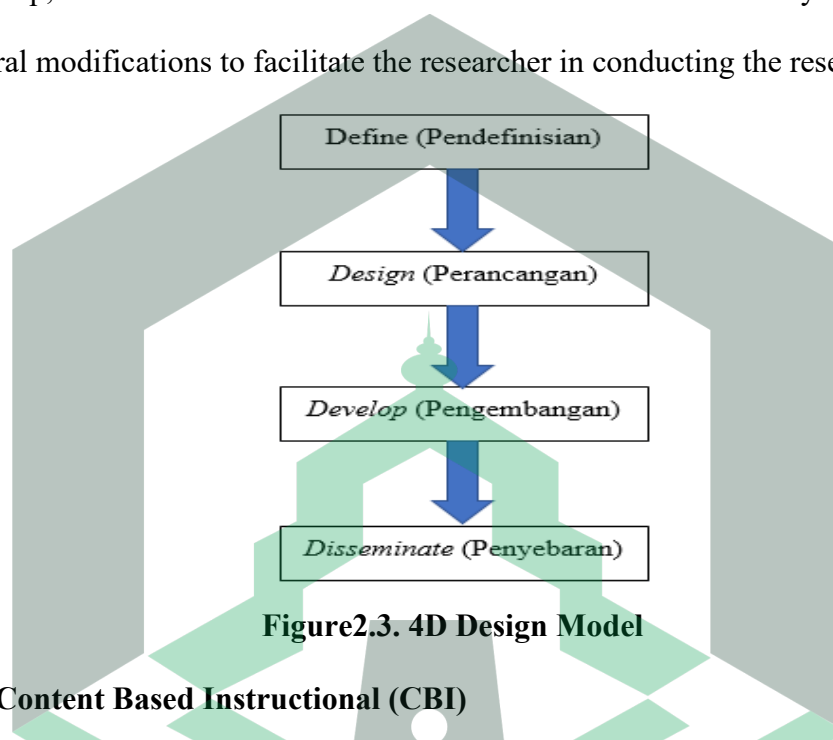 ral modifications to facilitate the researcher in conducting the rese
Define (Pendefinisian)
Design (Perancangan)
Develop (Pengembangan)
Disseminate (Penyebaran)
Figure2.3. 4D Design Model
Content Based Instructional (CBI)